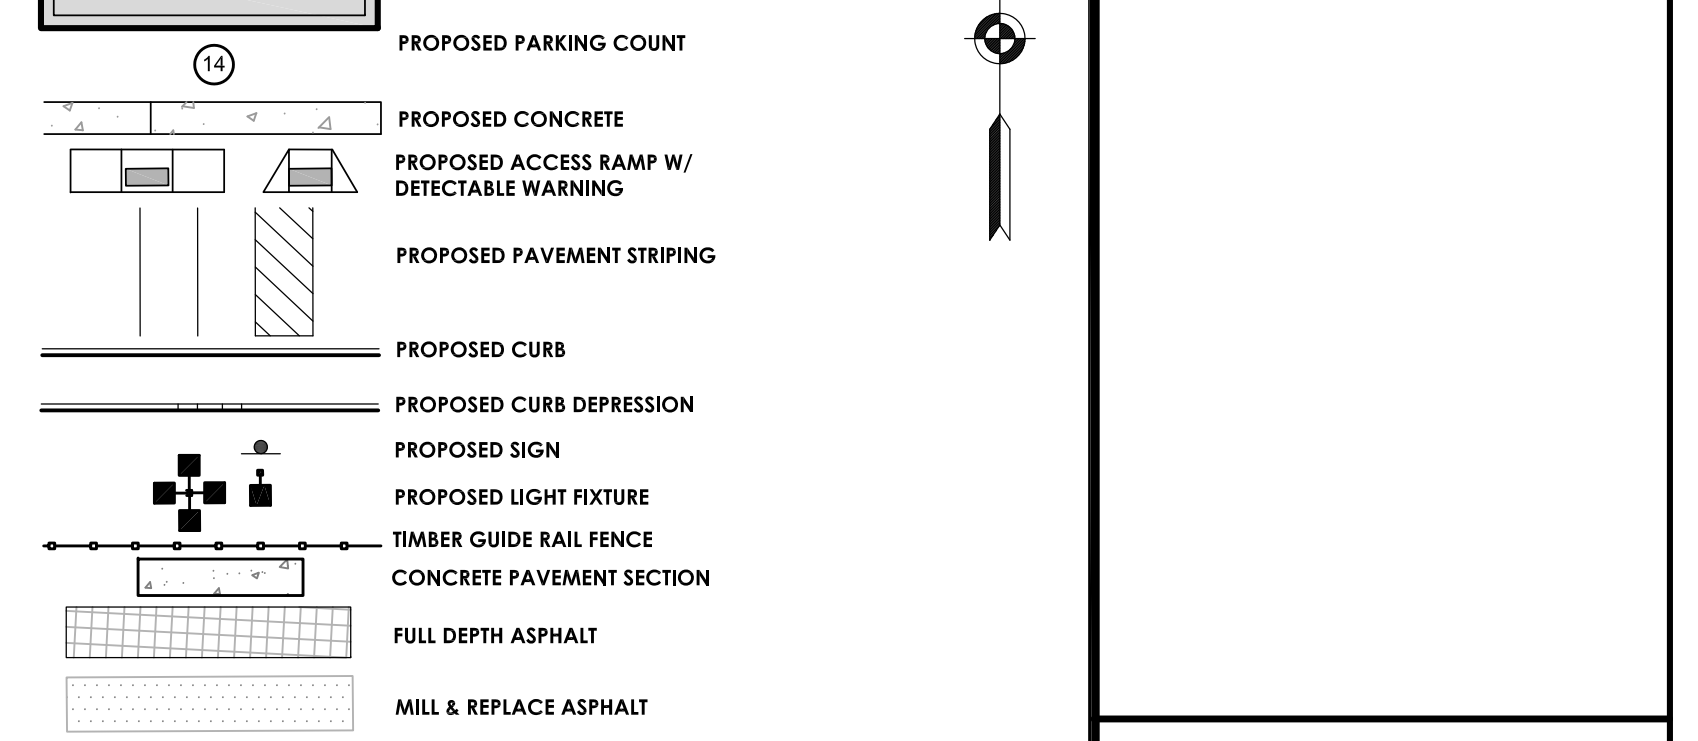 PROPOSED PARKING COUNT
14
PROPOSED CONCRETE
PROPOSED ACCESS RAMP W/
DETECTABLE WARNING
PROPOSED PAVEMENT STRIPING
PROPOSED CURB
PROPOSED CURB DEPRESSION
PROPOSED SIGN
PROPOSED LIGHT FIXTURE
TIMBER GUIDE RAIL FENCE
CONCRETE PAVEMENT SECTION
FULL DEPTH ASPHALT
MILL & REPLACE ASPHALT